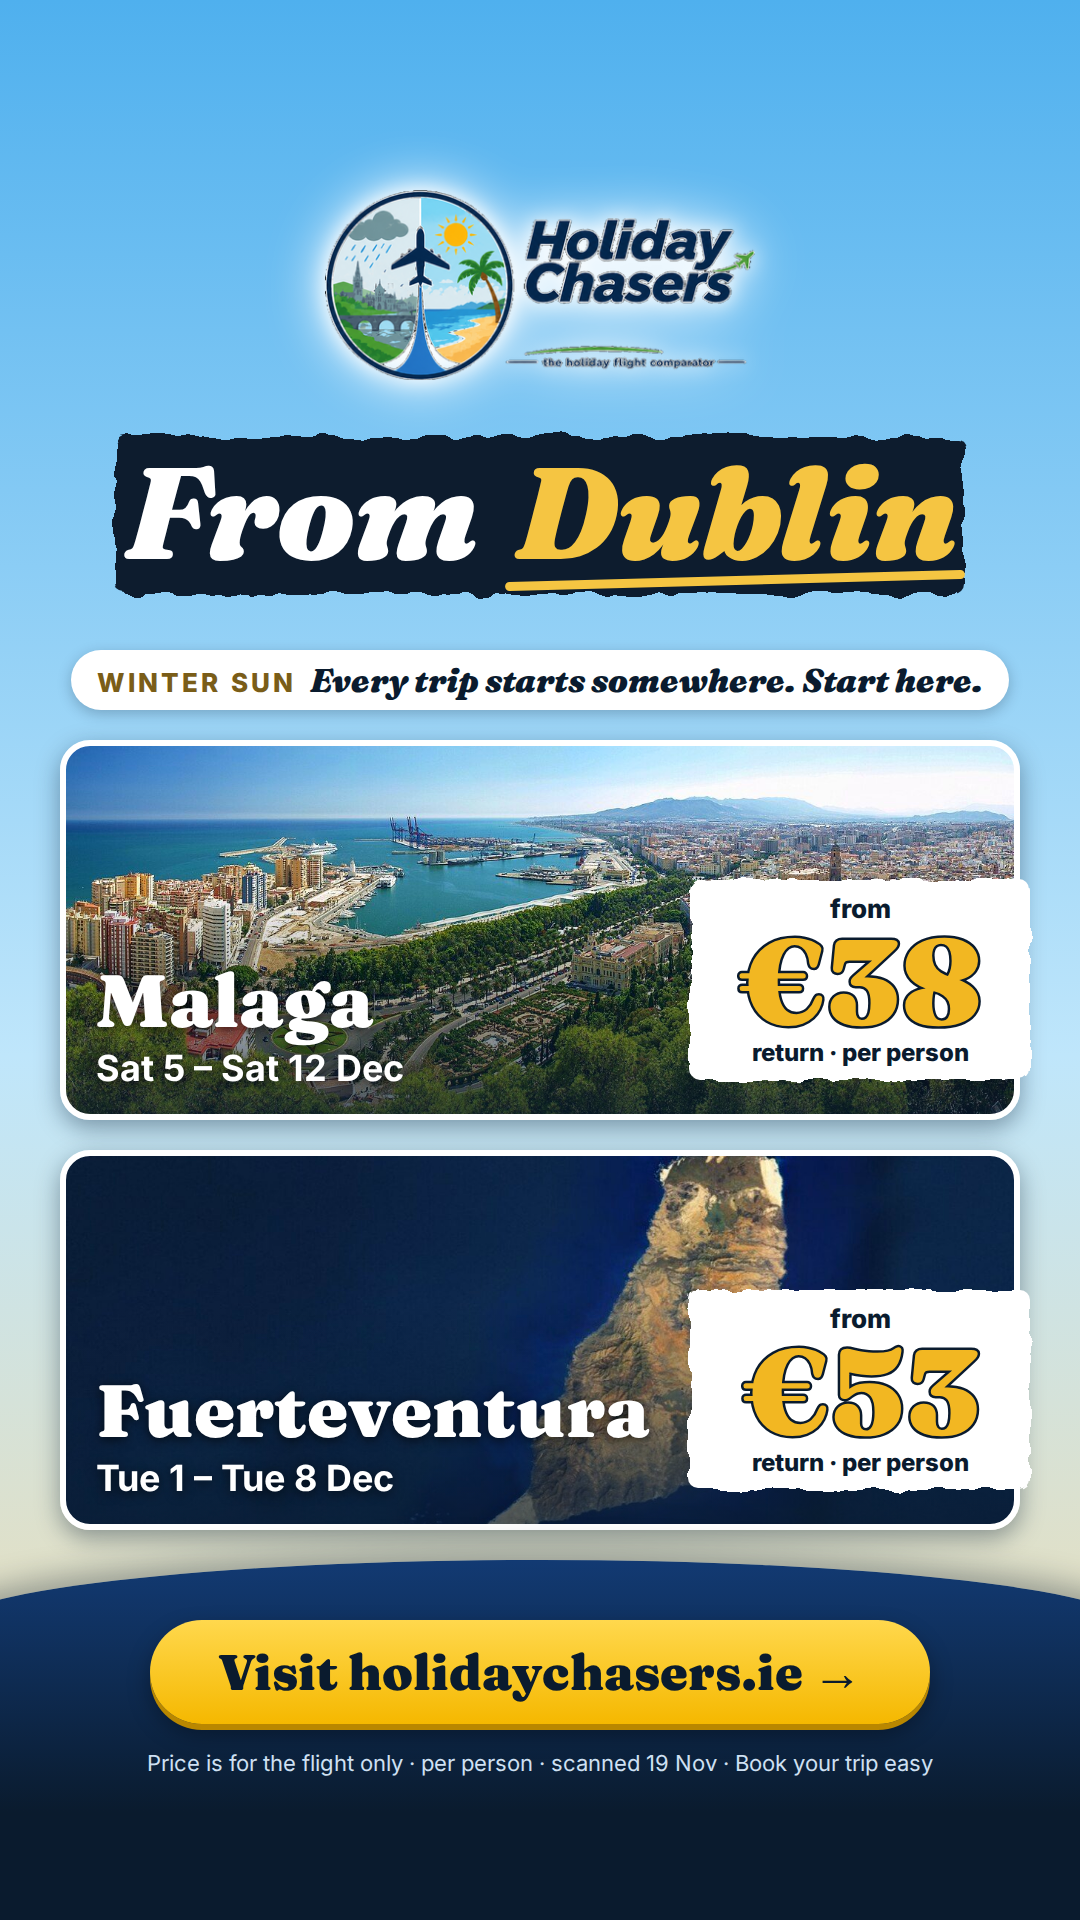 Holiday
Chasers
the holiday flight comparator
From Dublin
WINTER SUN Every trip starts somewhere. Start here.
from
€38
return · per person
Malaga
Sat 5 – Sat 12 Dec
from
€53
return · per person
Fuerteventura
Tue 1 – Tue 8 Dec
Visit holidaychasers.ie →
Price is for the flight only · per person · scanned 19 Nov · Book your trip easy